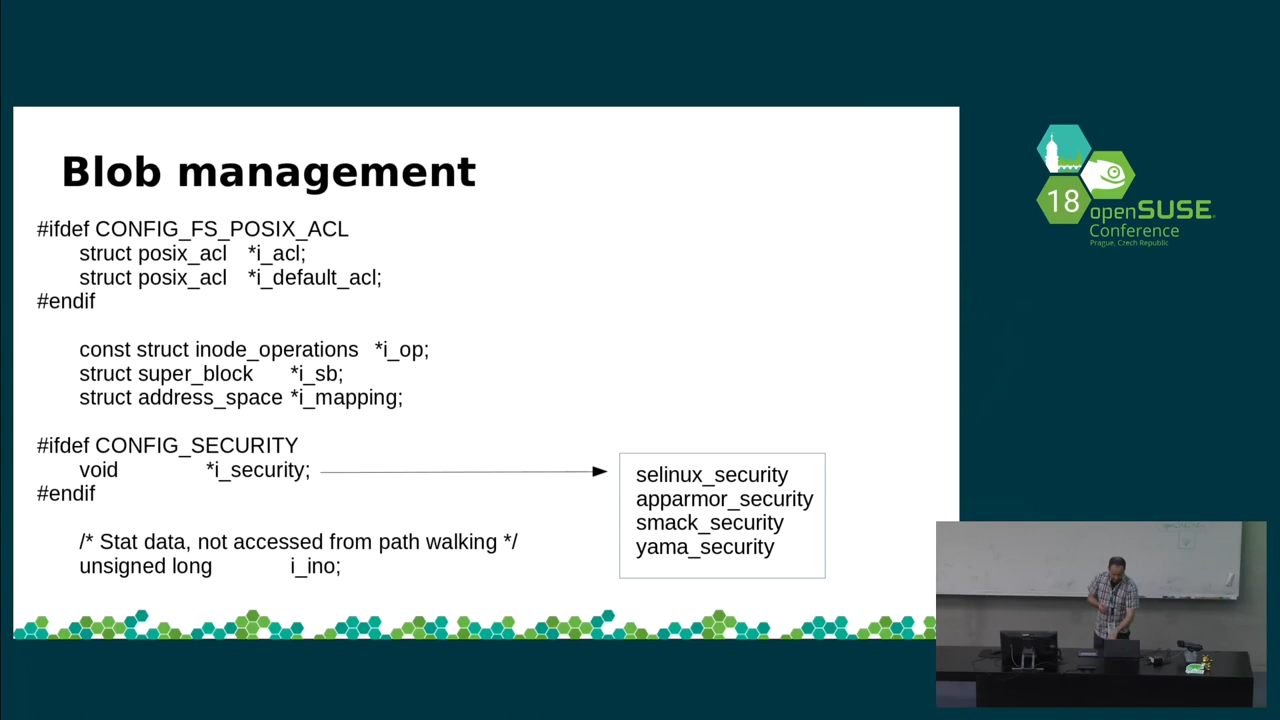 Blob management
#ifdef CONFIG_FS_POSIX_ACL
struct posix_acl *i_acl;
struct posix_acl *i_default_acl;
#endif
const struct inode_operations *i_op;
struct super_block *i_sb;
struct address_space *i_mapping;
#ifdef CONFIG_SECURITY
void *i_security;
#endif
/* Stat data, not accessed from path walking */
unsigned long i_ino;
selinux_security
apparmor_security
smack_security
yama_security
18
openSUSE
Conference
Prague, Czech Republic